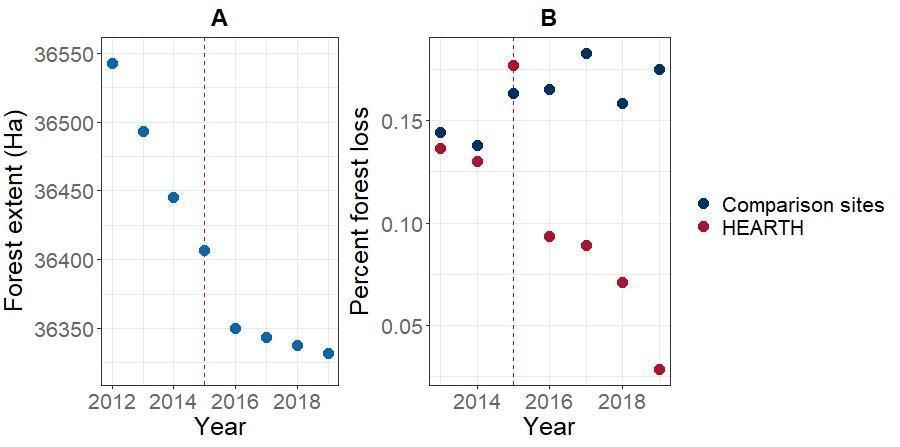 A
Forest extent (Ha)
36550
36500
36450
36400
36350
2012 2014 2016 2018
Year
B
Percent forest loss
0.15
0.10
0.05
2014 2016 2018
Year
Comparison sites
HEARTH